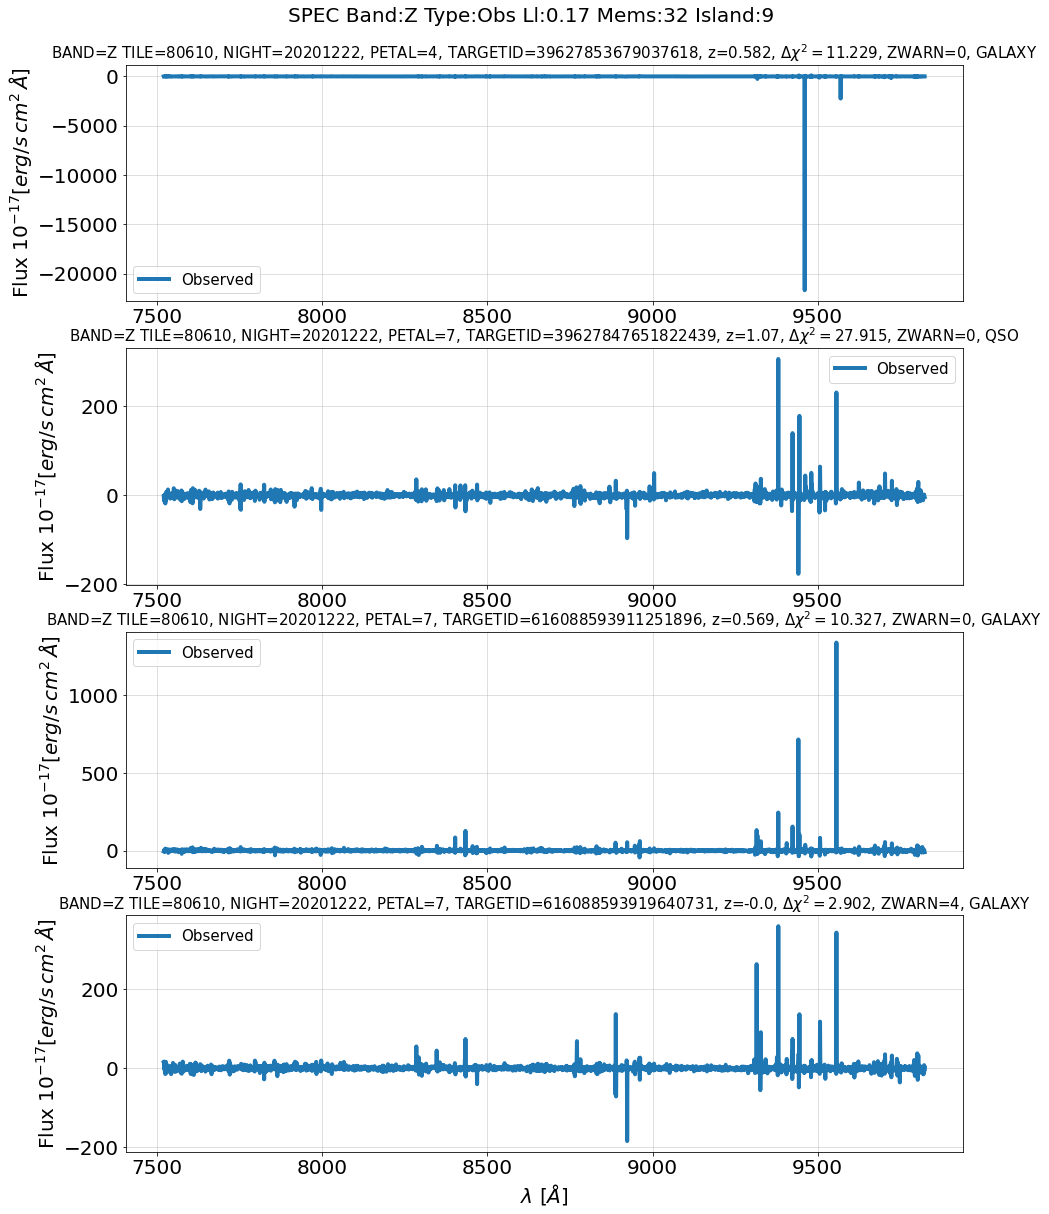 SPEC Band:Z Type:Obs Ll:0.17 Mems:32 Island:9
BAND=Z TILE=80610, NIGHT=20201222, PETAL=4, TARGETID=39627853679037618, z=0.582, Δχ² = 11.229, ZWARN=0, GALAXY
0
−5000
−10000
−15000
−20000
Flux 10⁻¹⁷[erg/s cm² Å]
Observed
7500 8000 8500 9000 9500
BAND=Z TILE=80610, NIGHT=20201222, PETAL=7, TARGETID=39627847651822439, z=1.07, Δχ² = 27.915, ZWARN=0, QSO
200
0
−200
Flux 10⁻¹⁷[erg/s cm² Å]
Observed
7500 8000 8500 9000 9500
BAND=Z TILE=80610, NIGHT=20201222, PETAL=7, TARGETID=616088593911251896, z=0.569, Δχ² = 10.327, ZWARN=0, GALAXY
1000
500
0
Flux 10⁻¹⁷[erg/s cm² Å]
Observed
7500 8000 8500 9000 9500
BAND=Z TILE=80610, NIGHT=20201222, PETAL=7, TARGETID=616088593919640731, z=-0.0, Δχ² = 2.902, ZWARN=4, GALAXY
200
0
−200
Flux 10⁻¹⁷[erg/s cm² Å]
Observed
7500 8000 8500 9000 9500
λ [Å]